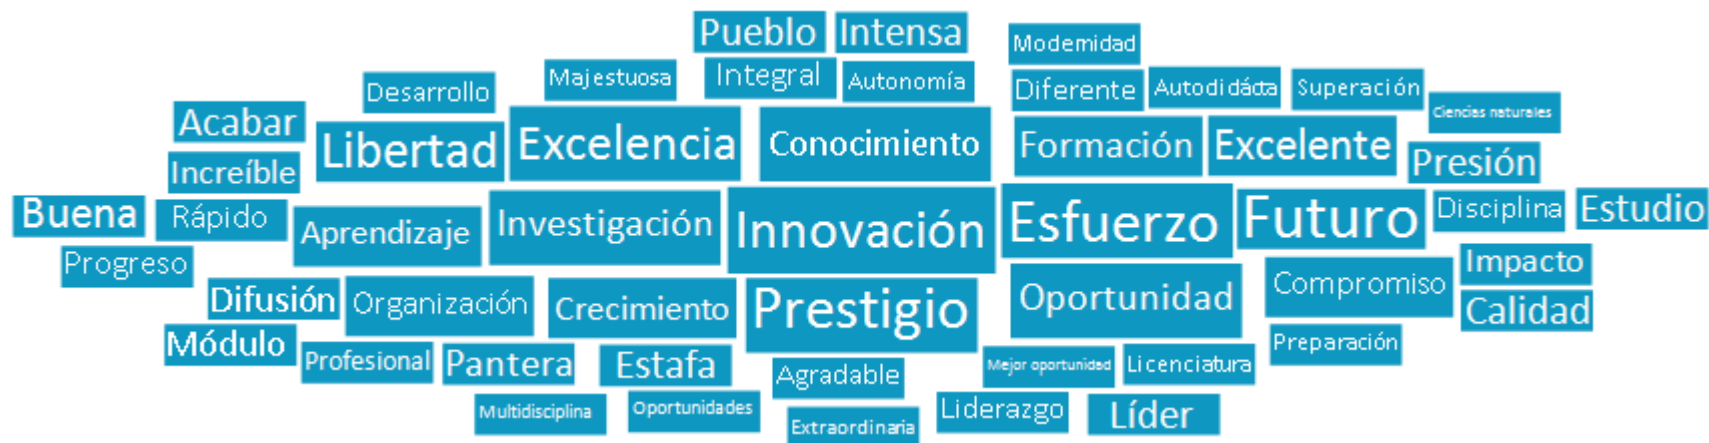 Pueblo
Intensa
Modemidad
Majestuosa
Integral
Autonomía
Desarrollo
Diferente
Autodidácta
Superación
Ciencias naturales
Acabar
Libertad
Excelencia
Conocimiento
Formación
Excelente
Presión
Increíble
Buena
Rápido
Aprendizaje
Investigación
Innovación
Esfuerzo
Futuro
Disciplina
Estudio
Progreso
Difusión
Organización
Crecimiento
Prestigio
Oportunidad
Compromiso
Impacto
Calidad
Módulo
Profesional
Pantera
Estafa
Agradable
Mejor oportunidad
Licenciatura
Preparación
Multidisciplina
Oportunidades
Extraordinaria
Liderazgo
Líder